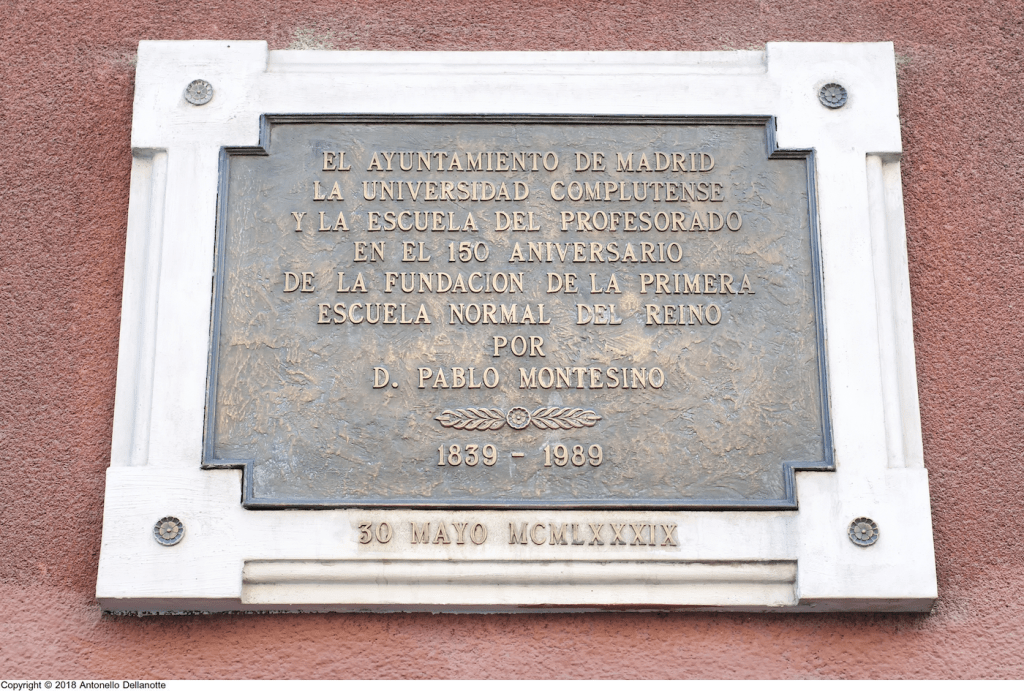 EL AYUNTAMIENTO DE MADRID
LA UNIVERSIDAD COMPLUTENSE
Y LA ESCUELA DEL PROFESORADO
EN EL 150 ANIVERSARIO
DE LA FUNDACION DE LA PRIMERA
ESCUELA NORMAL DEL REINO
POR
D. PABLO MONTESINO
1839 - 1989
30 MAYO MCMLXXXIX
Copyright © 2018 Antonello Dellanotte